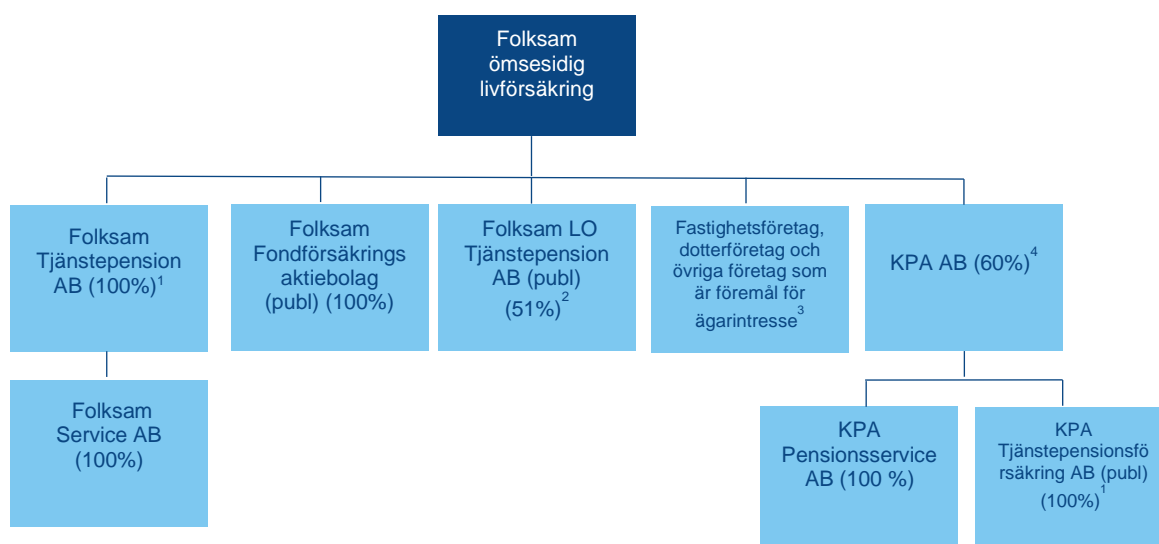 Folksam
ömsesidig
livförsäkring
Folksam
Tjänstepension
AB (100%)1
Folksam
Fondförsäkrings
aktiebolag
(publ) (100%)
Folksam LO
Tjänstepension
AB (publ)
(51%)2
Fastighetsföretag,
dotterföretag och
övriga företag som
är föremål för
ägarintresse3
KPA AB (60%)4
Folksam
Service AB
(100%)
KPA
Pensionsservice
AB (100 %)
KPA
Tjänstepensionsfö
rsäkring AB (publ)
(100%)1